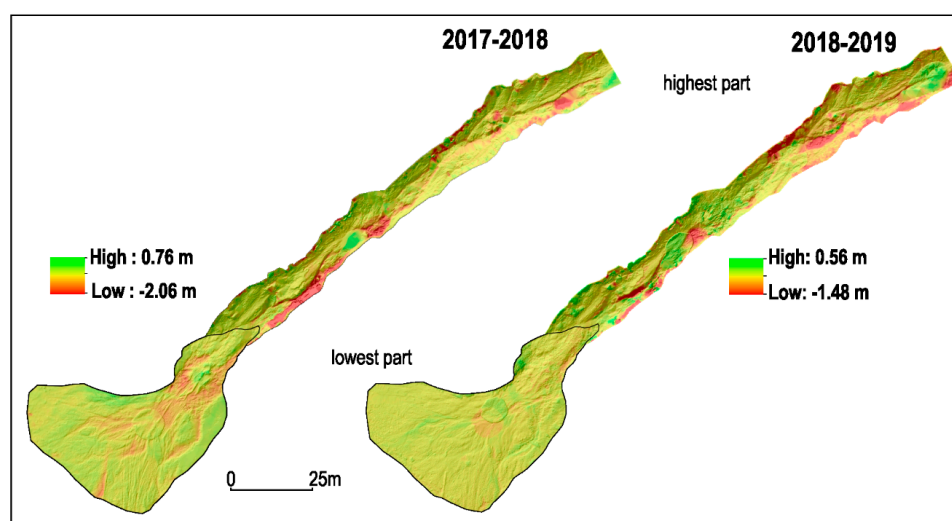 2017-2018
2018-2019
highest part
High : 0.76 m
Low : -2.06 m
High: 0.56 m
Low: -1.48 m
lowest part
0 25m